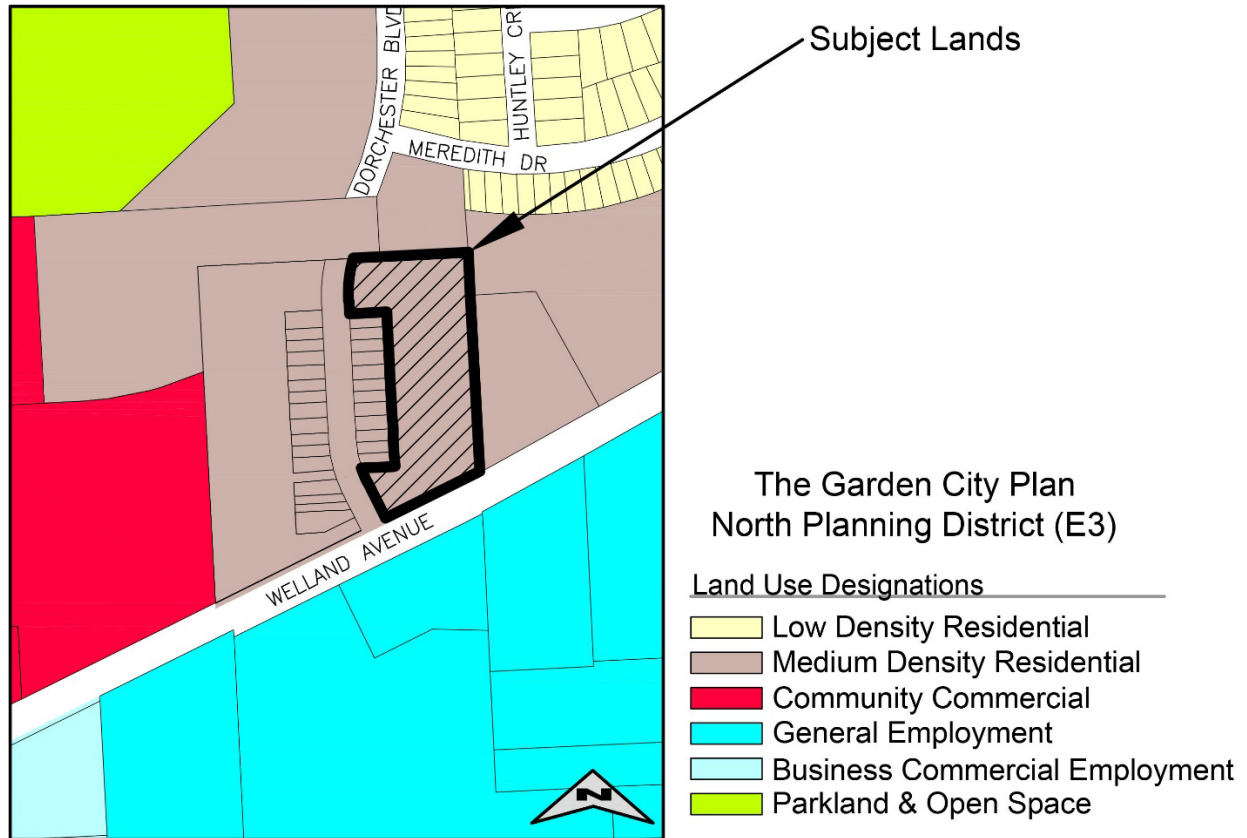 DORCHESTER BLVD
HUNTLEY CR
MEREDITH DR
Subject Lands
WELLAND AVENUE
N
The Garden City Plan
North Planning District (E3)
Land Use Designations
Low Density Residential
Medium Density Residential
Community Commercial
General Employment
Business Commercial Employment
Parkland & Open Space